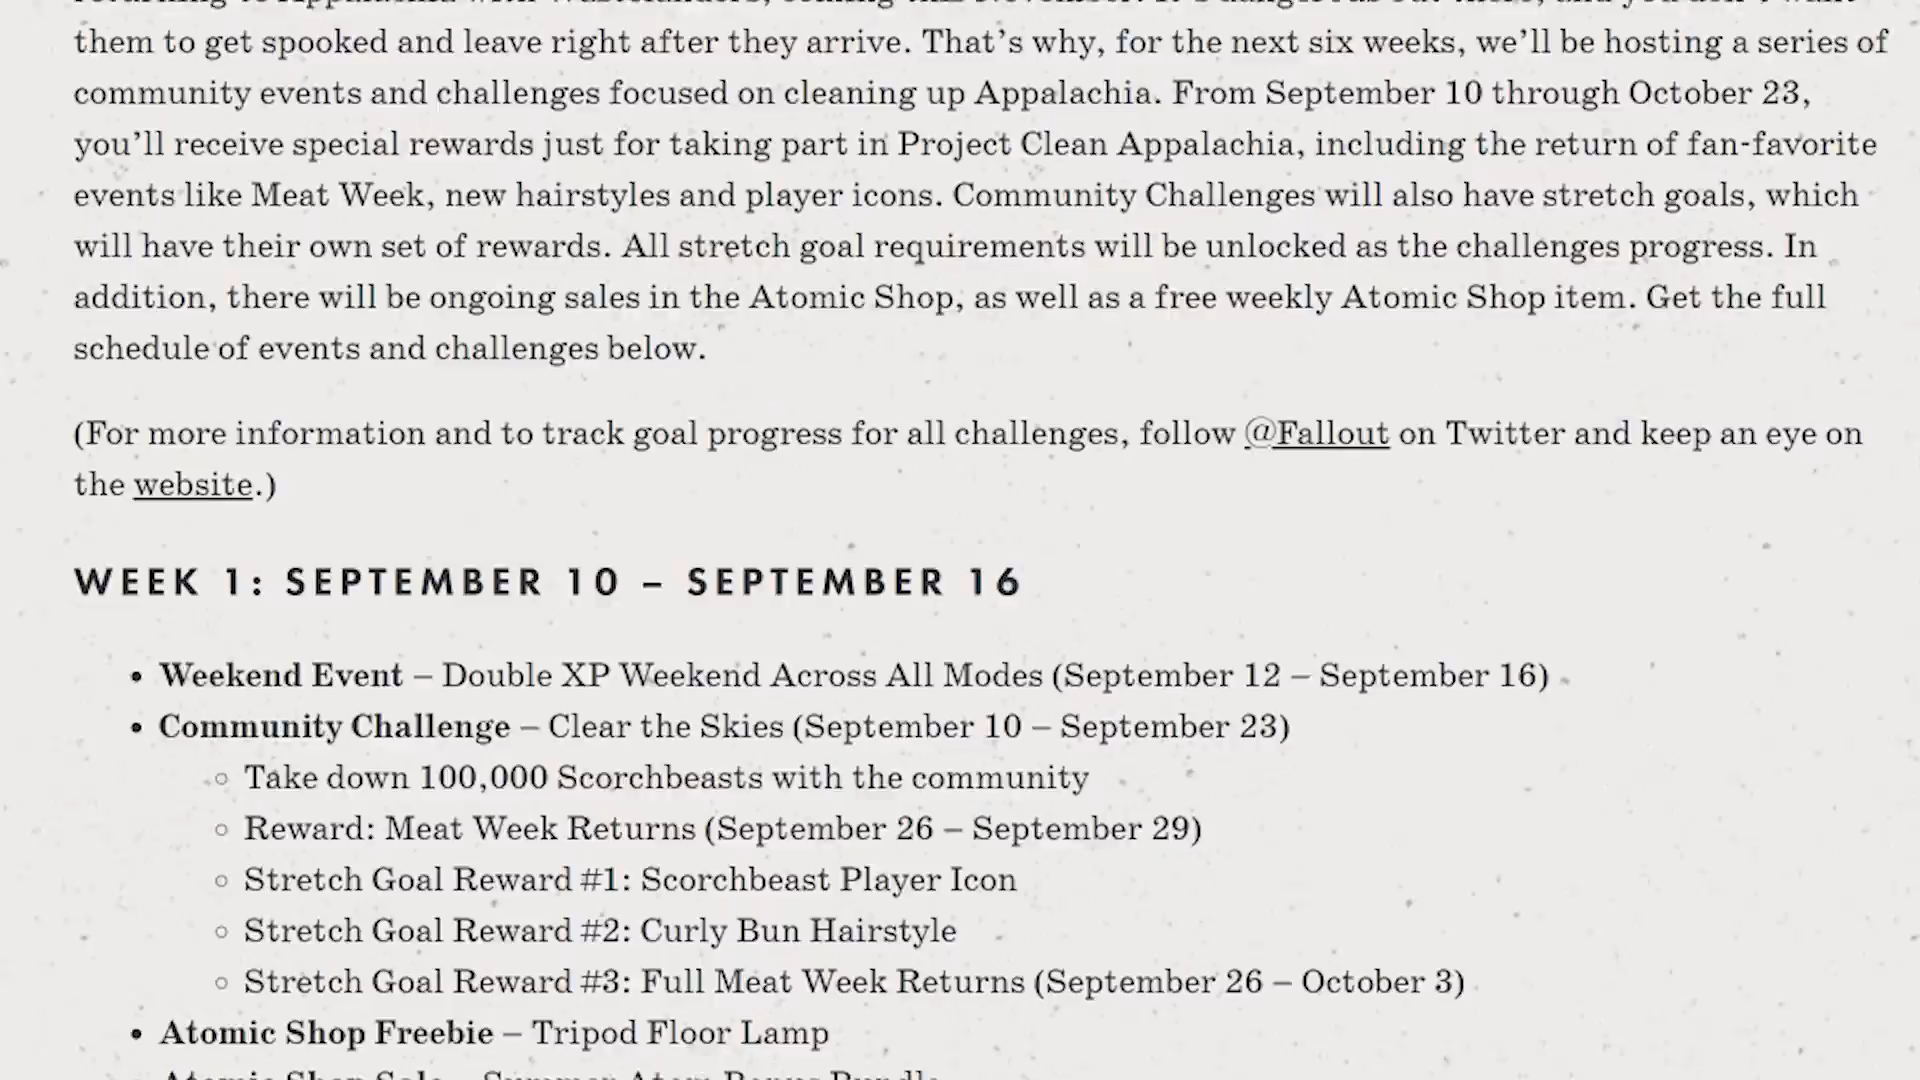 them to get spooked and leave right after they arrive. That's why, for the next six weeks, we'll be hosting a series of
community events and challenges focused on cleaning up Appalachia. From September 10 through October 23,
you'll receive special rewards just for taking part in Project Clean Appalachia, including the return of fan-favorite
events like Meat Week, new hairstyles and player icons. Community Challenges will also have stretch goals, which
will have their own set of rewards. All stretch goal requirements will be unlocked as the challenges progress. In
addition, there will be ongoing sales in the Atomic Shop, as well as a free weekly Atomic Shop item. Get the full
schedule of events and challenges below.
(For more information and to track goal progress for all challenges, follow @Fallout on Twitter and keep an eye on
the website.)
WEEK 1: SEPTEMBER 10 – SEPTEMBER 16
• Weekend Event – Double XP Weekend Across All Modes (September 12 – September 16)
• Community Challenge – Clear the Skies (September 10 – September 23)
○ Take down 100,000 Scorchbeasts with the community
○ Reward: Meat Week Returns (September 26 – September 29)
○ Stretch Goal Reward #1: Scorchbeast Player Icon
○ Stretch Goal Reward #2: Curly Bun Hairstyle
○ Stretch Goal Reward #3: Full Meat Week Returns (September 26 – October 3)
• Atomic Shop Freebie – Tripod Floor Lamp